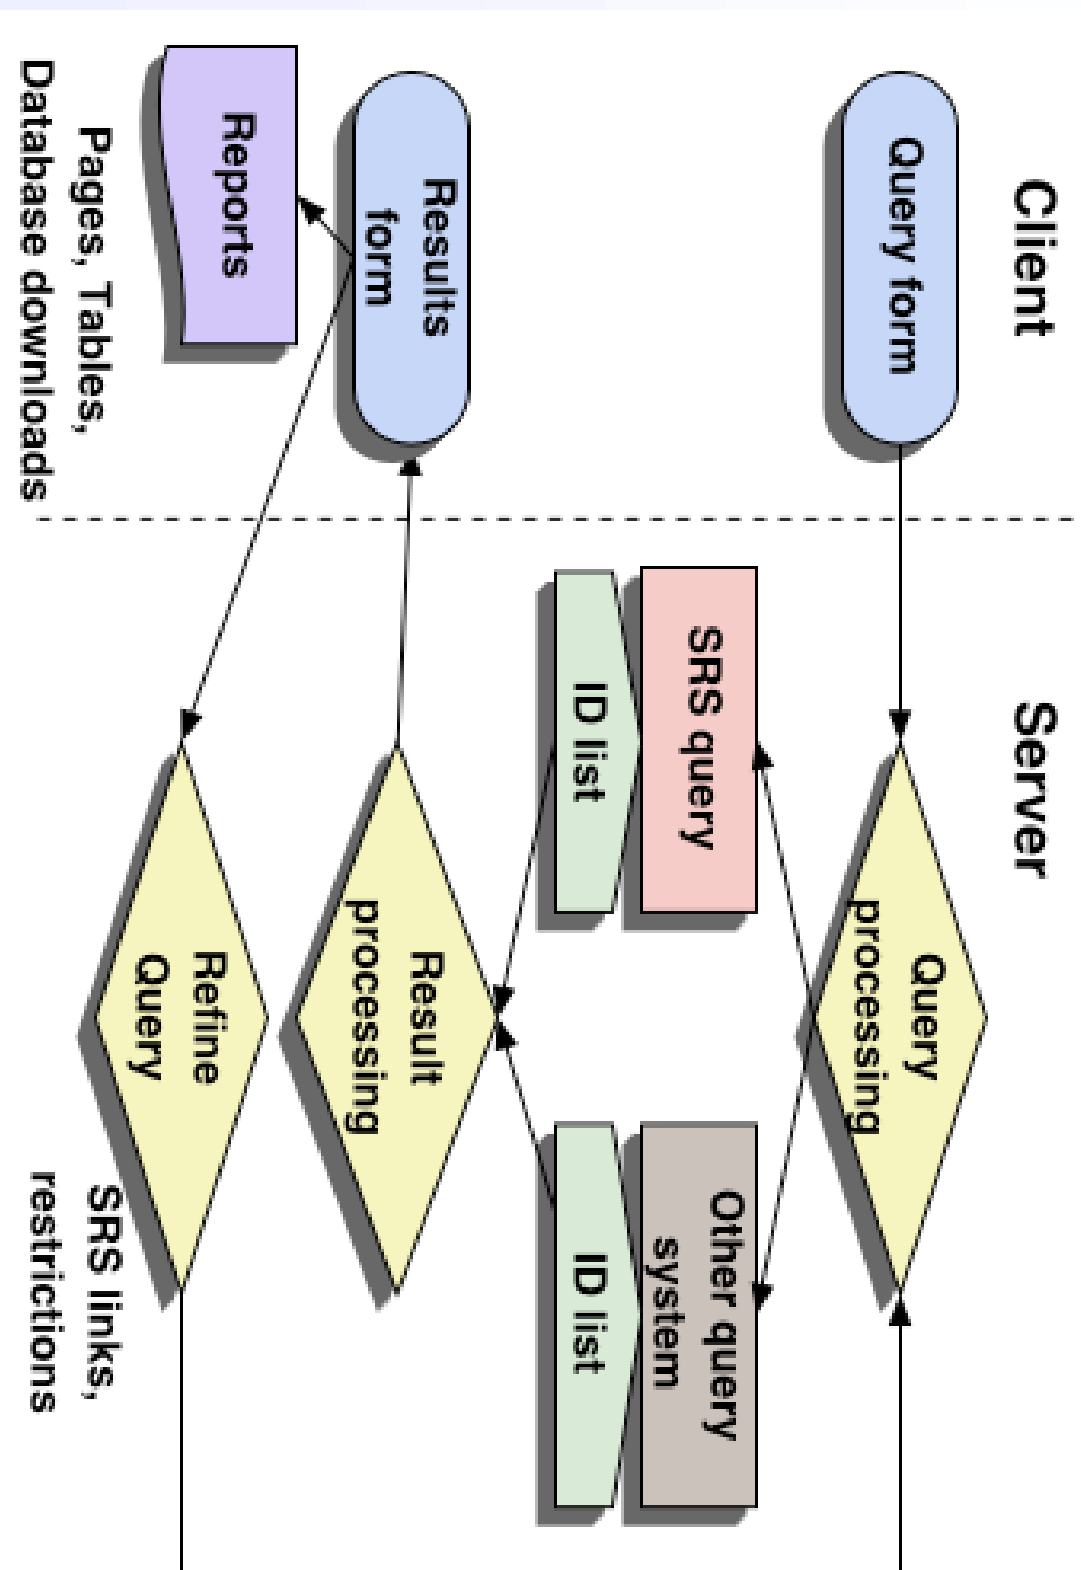 Client
Server
Query form
Query
processing
SRS query
Other query
system
ID list
ID list
Results
form
Result
processing
Reports
Refine
Query
Pages, Tables,
Database downloads
SRS links,
restrictions